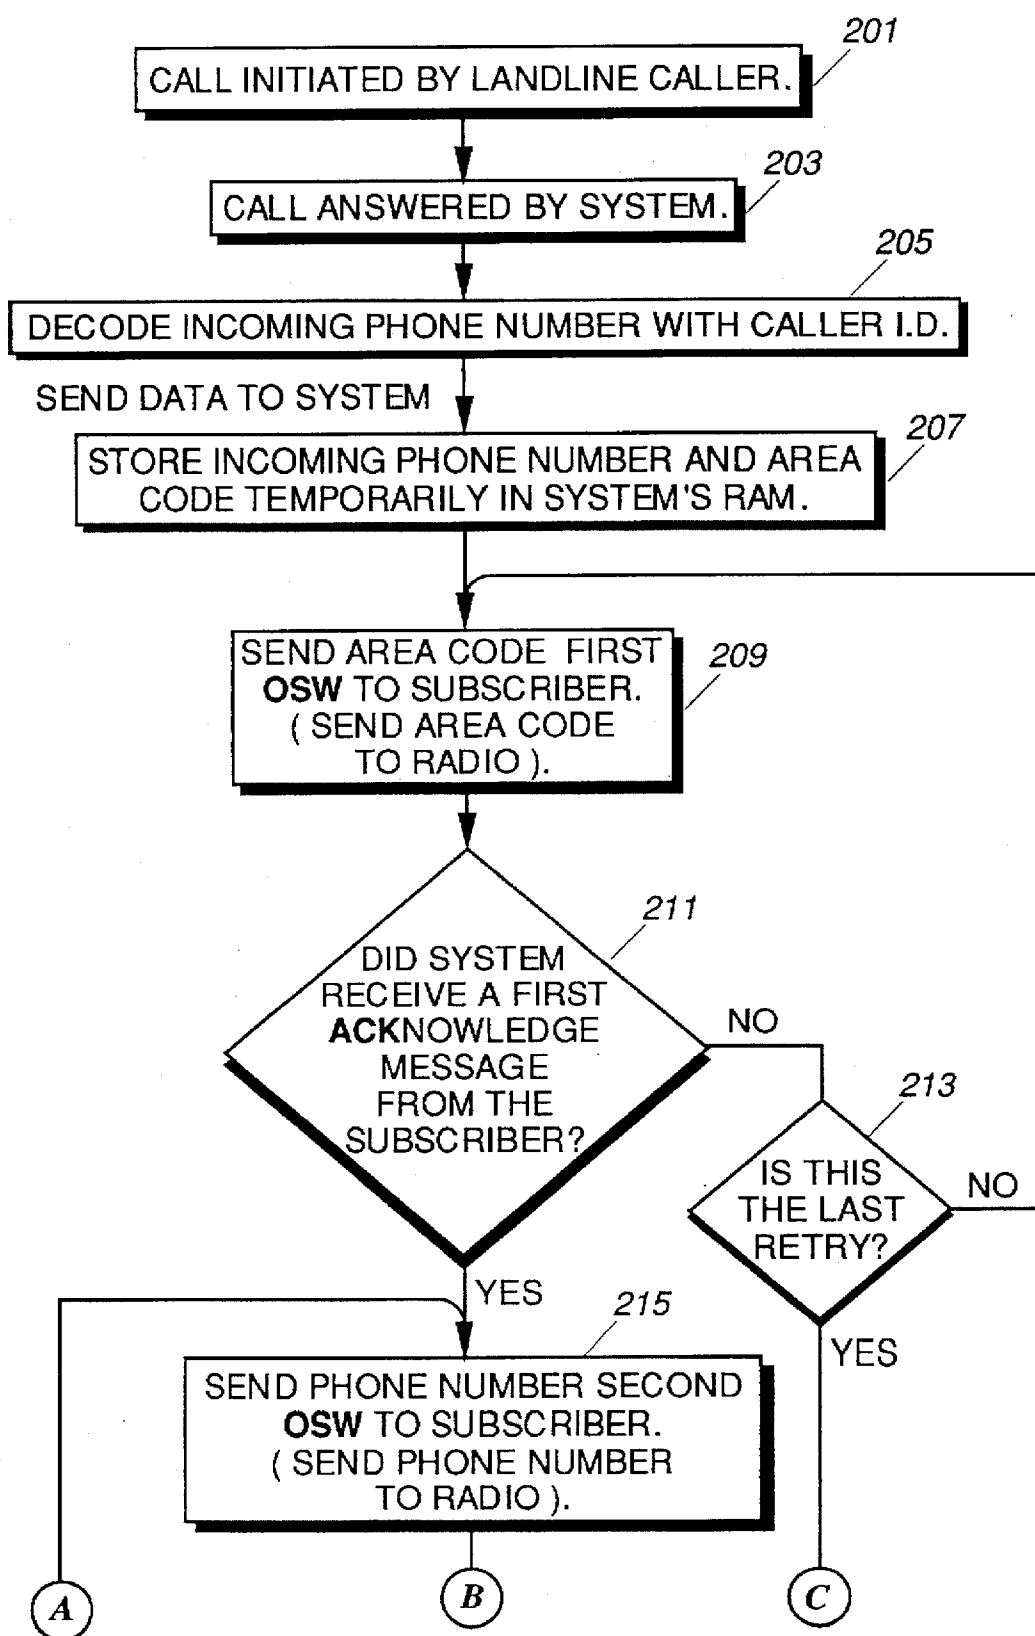 201
CALL INITIATED BY LANDLINE CALLER.
203
CALL ANSWERED BY SYSTEM.
205
DECODE INCOMING PHONE NUMBER WITH CALLER I.D.
SEND DATA TO SYSTEM
207
STORE INCOMING PHONE NUMBER AND AREA
CODE TEMPORARILY IN SYSTEM'S RAM.
SEND AREA CODE FIRST
OSW TO SUBSCRIBER.
( SEND AREA CODE
TO RADIO ).
209
211
DID SYSTEM
RECEIVE A FIRST
ACKNOWLEDGE
MESSAGE
FROM THE
SUBSCRIBER?
NO
213
IS THIS
THE LAST
RETRY?
NO
YES
YES
215
SEND PHONE NUMBER SECOND
OSW TO SUBSCRIBER.
( SEND PHONE NUMBER
TO RADIO ).
A
B
C